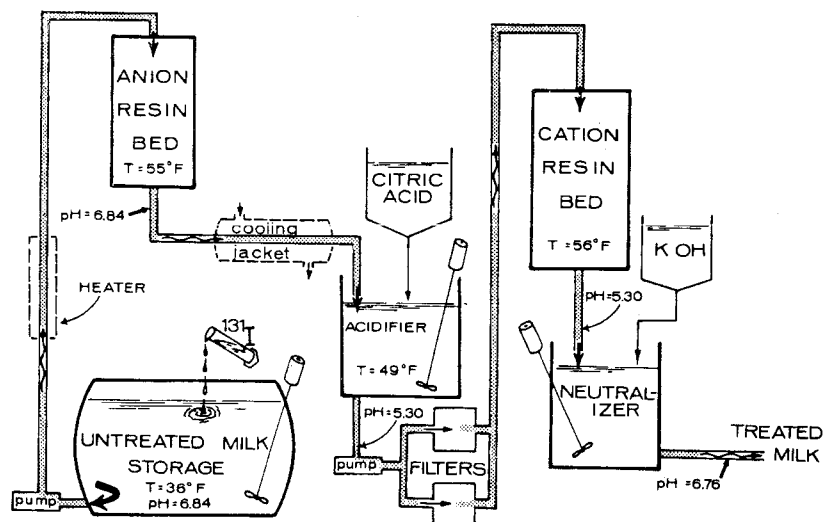 ANION
RESIN
BED
T = 55°F
pH = 6.84
cooling
jacket
HEATER
131 I
UNTREATED MILK
STORAGE
T = 36°F
pH = 6.84
pump
CITRIC
ACID
ACIDIFIER
T = 49°F
pH = 5.30
pump
FILTERS
CATION
RESIN
BED
T = 56°F
pH = 5.30
K OH
NEUTRAL-
IZER
TREATED
MILK
pH = 6.76